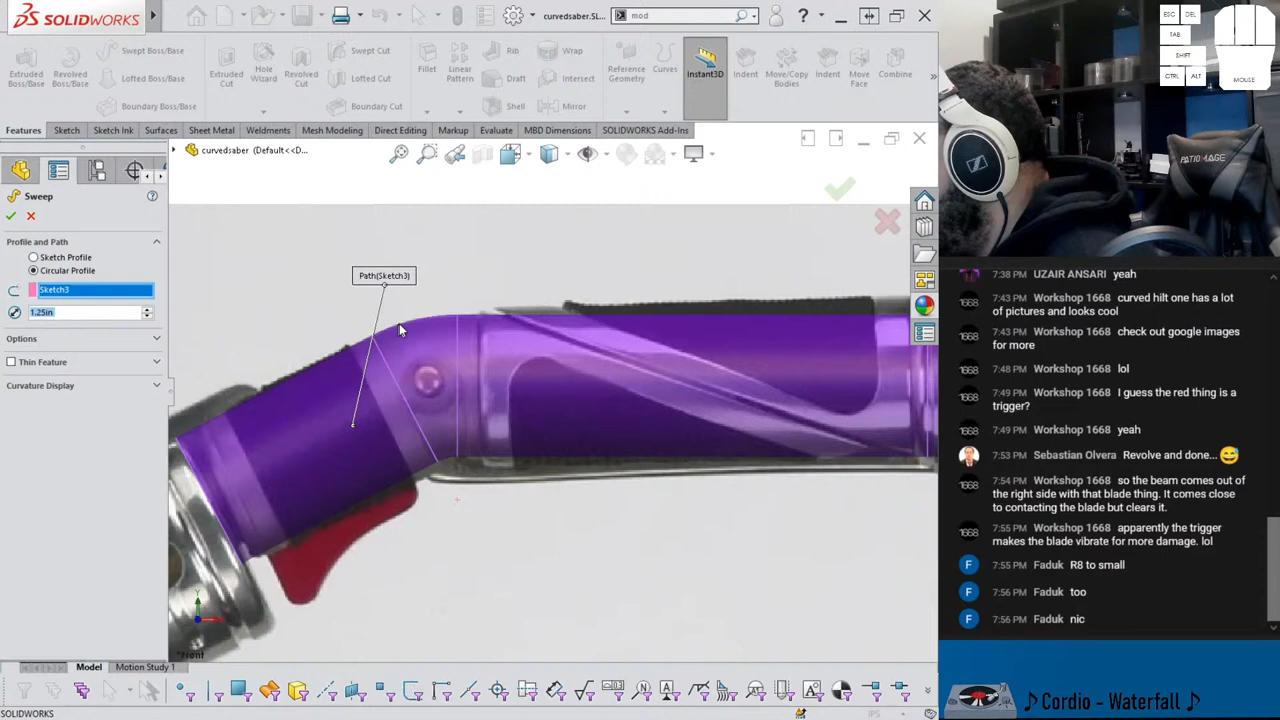 SOLIDWORKS
curvedsaber.SL...
mod
ESC
DEL
TAB
SHIFT
CTRL
ALT
MOUSE
Extruded Boss/Base
Revolved Boss/Base
Swept Boss/Base
Lofted Boss/Base
Boundary Boss/Base
Extruded Cut
Hole Wizard
Revolved Cut
Swept Cut
Lofted Cut
Boundary Cut
Fillet
Linear Pattern
Rib
Draft
Shell
Wrap
Intersect
Mirror
Reference Geometry
Curves
Instant3D
Indent
Move/Copy Bodies
Indent
Move Face
Combine
Features
Sketch
Sketch Ink
Surfaces
Sheet Metal
Weldments
Mesh Modeling
Direct Editing
Markup
Evaluate
MBD Dimensions
SOLIDWORKS Add-Ins
curvedsaber (Default<<D...
Sweep
Profile and Path
Sketch Profile
Circular Profile
Sketch3
1.25in
Options
Thin Feature
Curvature Display
Path(Sketch3)
Y
*Front
PATIOMAGE
7:38 PM UZAIR ANSARI yeah
7:43 PM Workshop 1668 curved hilt one has a lot
of pictures and looks cool
7:43 PM Workshop 1668 check out google images
for more
7:48 PM Workshop 1668 lol
7:49 PM Workshop 1668 I guess the red thing is a
trigger?
7:49 PM Workshop 1668 yeah
7:53 PM Sebastian Olvera Revolve and done...
7:54 PM Workshop 1668 so the beam comes out of
the right side with that blade thing. It comes close
to contacting the blade but clears it.
7:55 PM Workshop 1668 apparently the trigger
makes the blade vibrate for more damage. lol
7:55 PM Faduk R8 to small
7:56 PM Faduk too
7:56 PM Faduk nic
Model
Motion Study 1
SOLIDWORKS
IPS
♪ Cordio - Waterfall ♪